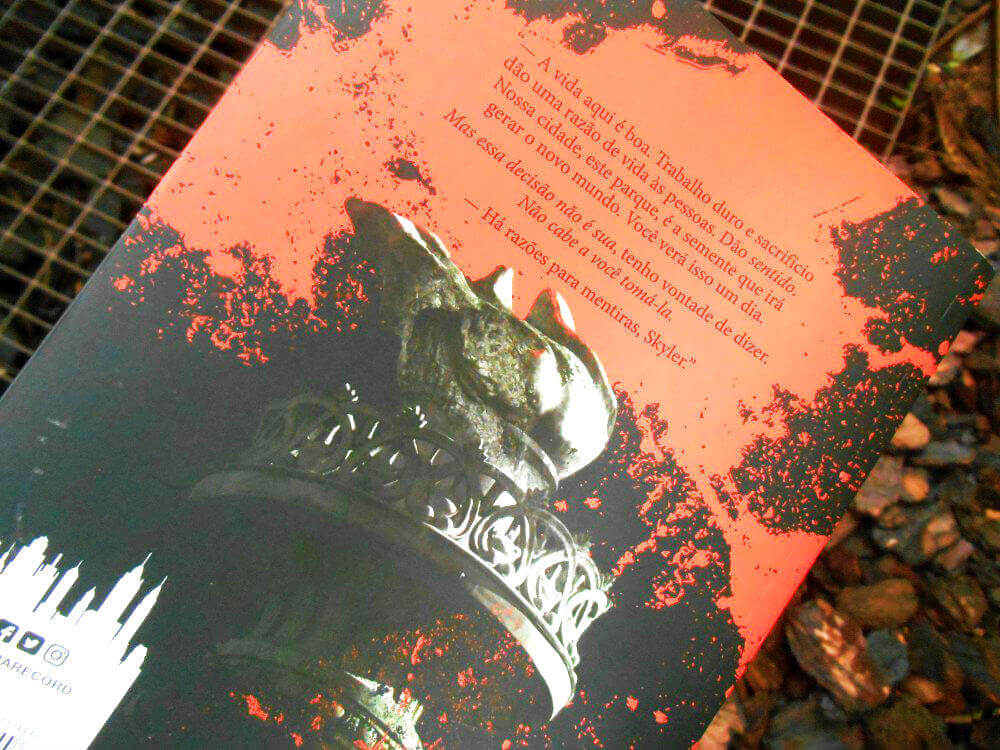 — A vida aqui é boa. Trabalho duro e sacrifício
dão uma razão de vida às pessoas. Dão sentido.
Nossa cidade, este parque, é a semente que irá
gerar o novo mundo. Você verá isso um dia.
Mas essa decisão não é sua, tenho vontade de dizer.
Não cabe a você tomá-la.
— Há razões para mentiras, Skyler.”
ARECORD